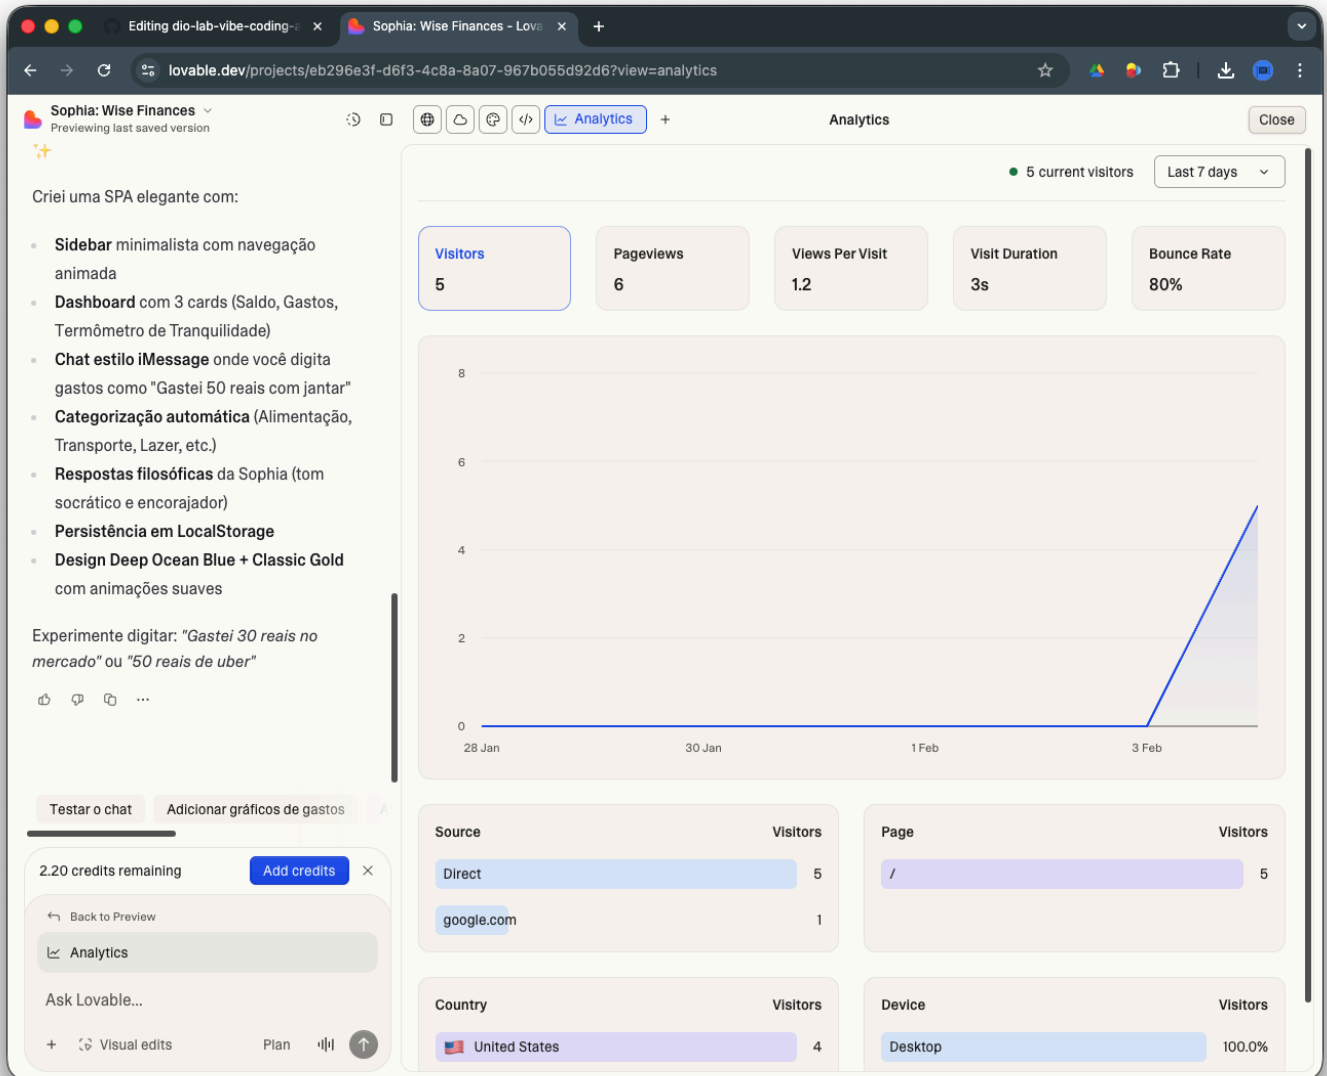 Editing dio-lab-vibe-coding-a
Sophia: Wise Finances - Lova
lovable.dev/projects/eb296e3f-d6f3-4c8a-8a07-967b055d92d6?view=analytics
Sophia: Wise Finances
Previewing last saved version
Analytics
Analytics
Close
Criei uma SPA elegante com:
Sidebar minimalista com navegação
animada
Dashboard com 3 cards (Saldo, Gastos,
Termômetro de Tranquilidade)
Chat estilo iMessage onde você digita
gastos como "Gastei 50 reais com jantar"
Categorização automática (Alimentação,
Transporte, Lazer, etc.)
Respostas filosóficas da Sophia (tom
socrático e encorajador)
Persistência em LocalStorage
Design Deep Ocean Blue + Classic Gold
com animações suaves
Experimente digitar: "Gastei 30 reais no
mercado" ou "50 reais de uber"
Testar o chat
Adicionar gráficos de gastos
A
2.20 credits remaining
Add credits
Back to Preview
Analytics
Ask Lovable...
Visual edits
Plan
5 current visitors
Last 7 days
Visitors
5
Pageviews
6
Views Per Visit
1.2
Visit Duration
3s
Bounce Rate
80%
8
6
4
2
0
28 Jan
30 Jan
1 Feb
3 Feb
Source Visitors
Direct 5
google.com 1
Page Visitors
/ 5
Country Visitors
United States 4
Device Visitors
Desktop 100.0%